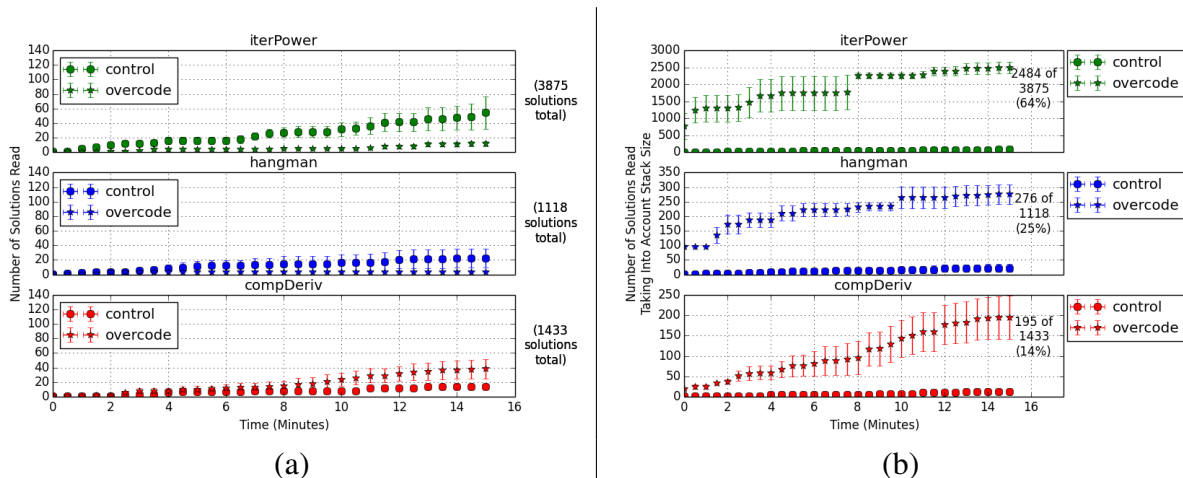 iterPower
140
120
100
80
60
40
20
0
control
overcode
(3875
solutions
total)
hangman
140
120
100
80
60
40
20
0
control
overcode
(1118
solutions
total)
compDeriv
140
120
100
80
60
40
20
0
control
overcode
(1433
solutions
total)
0 2 4 6 8 10 12 14 16
Time (Minutes)
Number of Solutions Read
(a)
iterPower
3000
2500
2000
1500
1000
500
0
control
overcode
2484 of
3875
(64%)
hangman
350
300
250
200
150
100
50
0
control
overcode
276 of
1118
(25%)
compDeriv
250
200
150
100
50
0
control
overcode
195 of
1433
(14%)
0 2 4 6 8 10 12 14 16
Time (Minutes)
Number of Solutions Read
Taking Into Account Stack Size
(b)